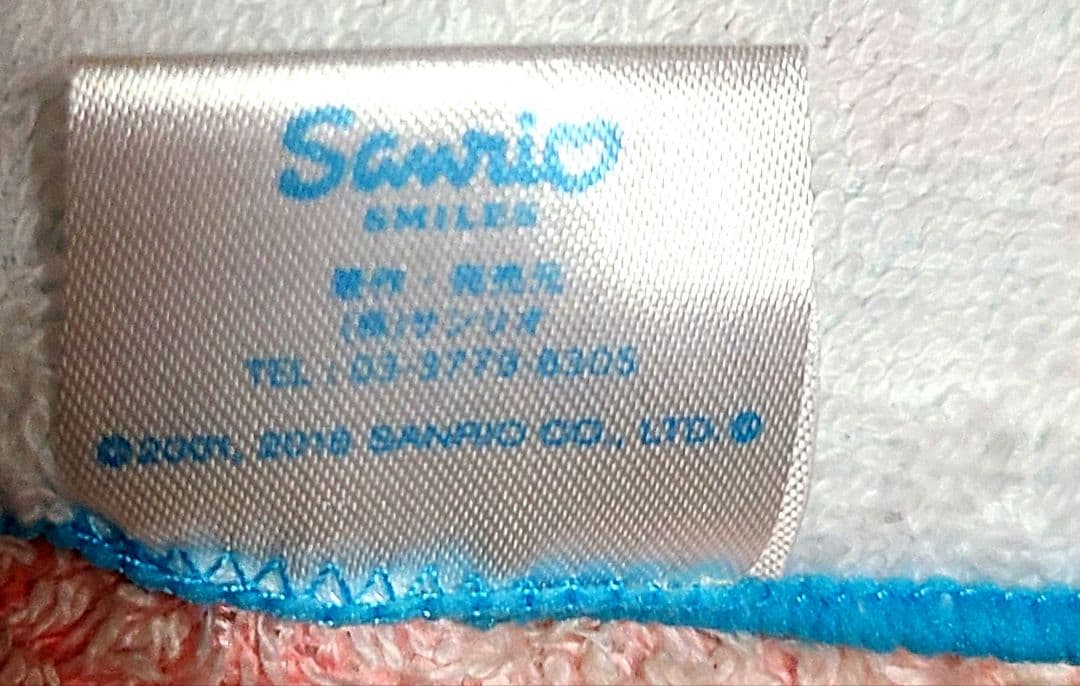 Sanrio
SMILES
製作・発売元
(株)サンリオ
TEL:03-3779-8305
©2001, 2016 SANRIO CO., LTD.